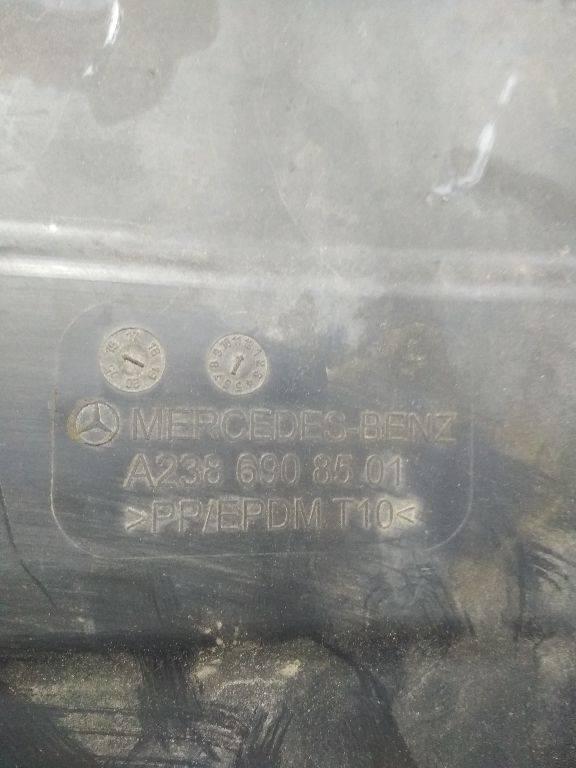 MERCEDES-BENZ
A238 690 85 01
>PP/EPDM T10<